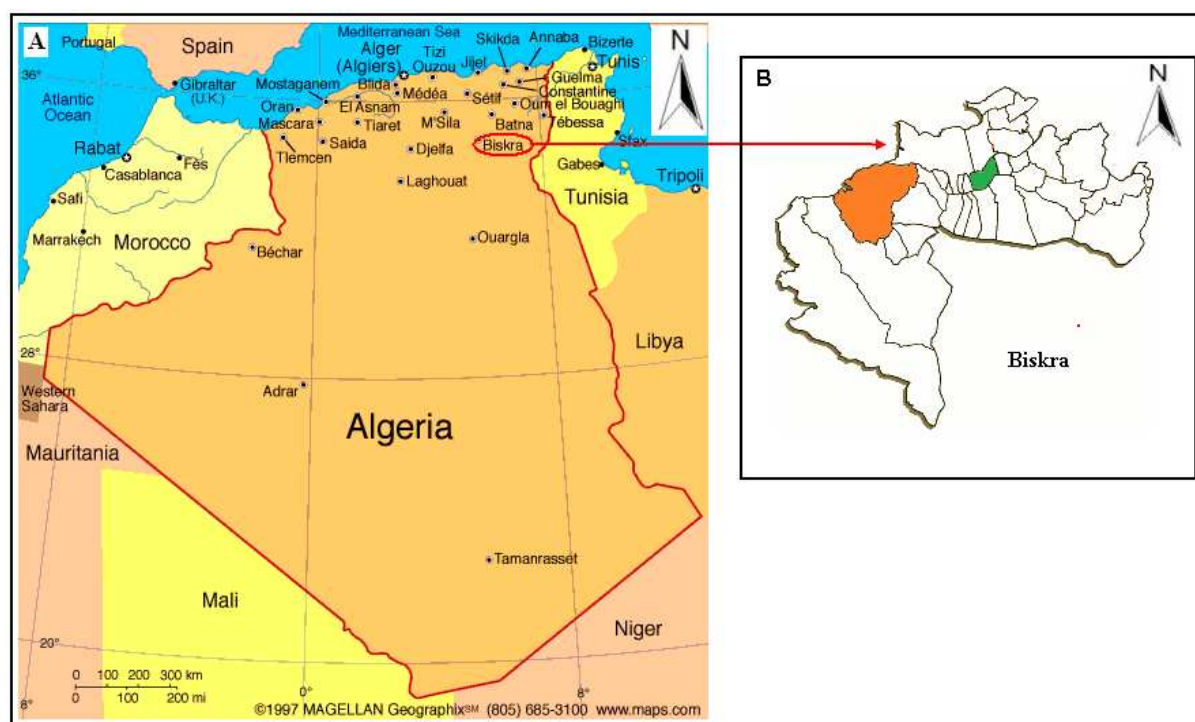 A
Portugal
Spain
Mediterranean Sea
Alger
(Algiers)
Tizi
Ouzou
Jijel
Skikda
Annaba
Bizerte
Tunis
N
36°
Gibraltar
(U.K.)
Mostaganem
Blida
Médéa
Sétif
Guelma
Constantine
Atlantic
Ocean
Oran
El Asnam
Oum el Bouaghi
Mascara
Tiaret
M'Sila
Batna
Tébessa
Sfax
Rabat
Fès
Tlemcen
Saida
Djelfa
Biskra
Gabes
Casablanca
Laghouat
Tunisia
Tripoli
Safi
Marrakech
Morocco
Béchar
Ouargla
28°
Libya
Western
Sahara
Adrar
Algeria
Mauritania
Tamanrasset
Mali
Niger
20°
0 100 200 300 km
0 100 200 mi
8°
0°
8°
©1997 MAGELLAN Geographix℠ (805) 685-3100 www.maps.com
B
N
Biskra